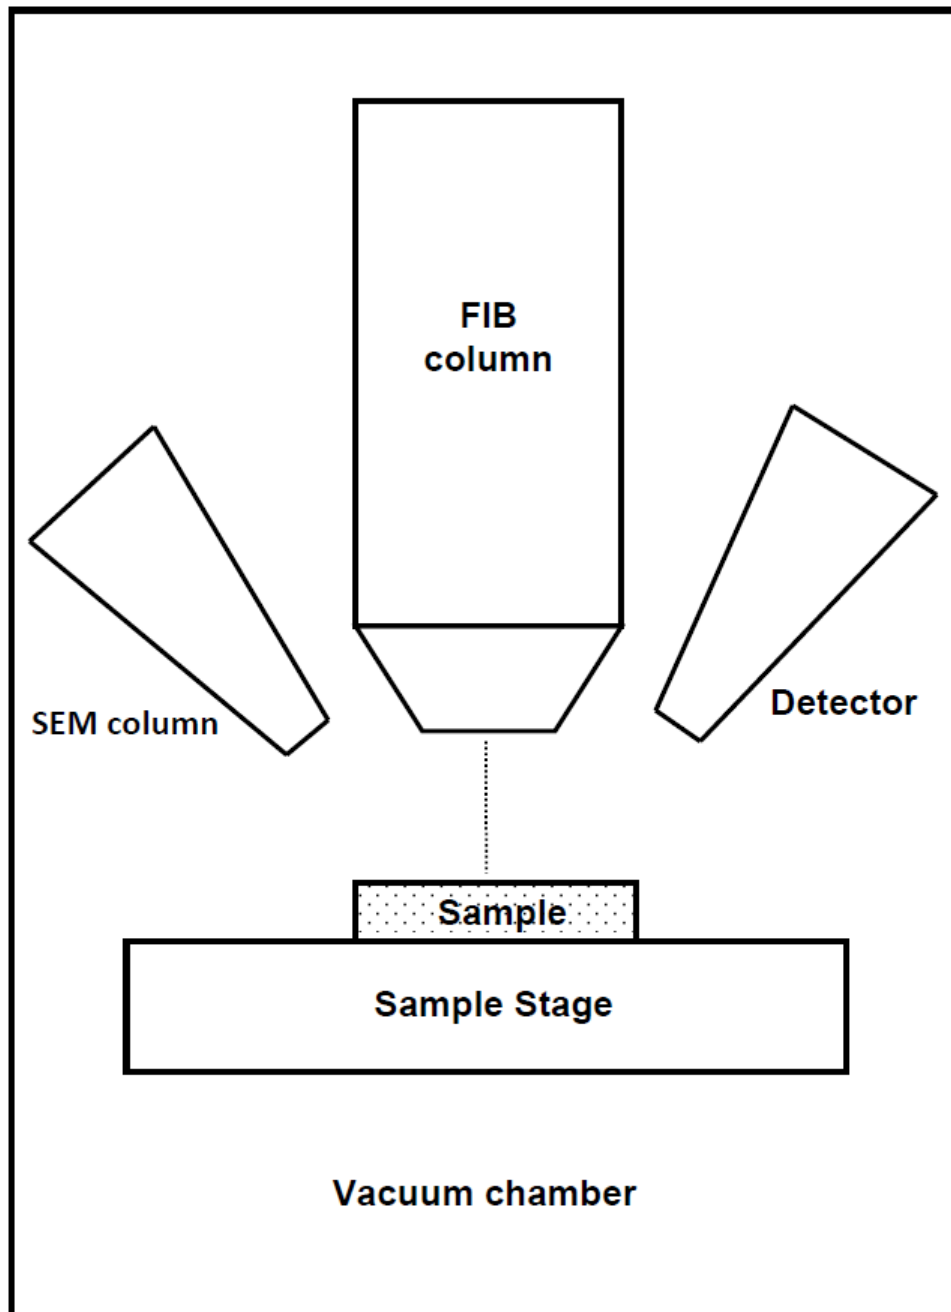 FIB
column
SEM column
Detector
Sample
Sample Stage
Vacuum chamber